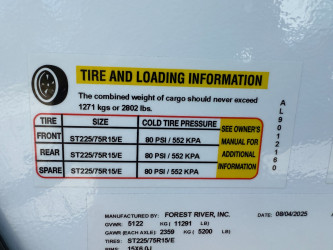 TIRE AND LOADING INFORMATION
The combined weight of cargo should never exceed
1271 kgs or 2802 lbs.
TIRE SIZE COLD TIRE PRESSURE
FRONT ST225/75R15/E 80 PSI / 552 KPA
REAR ST225/75R15/E 80 PSI / 552 KPA
SPARE ST225/75R15/E 80 PSI / 552 KPA
SEE OWNER'S
MANUAL FOR
ADDITIONAL
INFORMATION
AL9012160
MANUFACTURED BY: FOREST RIVER, INC. DATE: 08/04/2025
GVWR: 5122 KG ( 11291 LB)
GAWR (EACH AXLE) 2359 KG ( 5200 LB)
TIRES: ST225/75R15/E